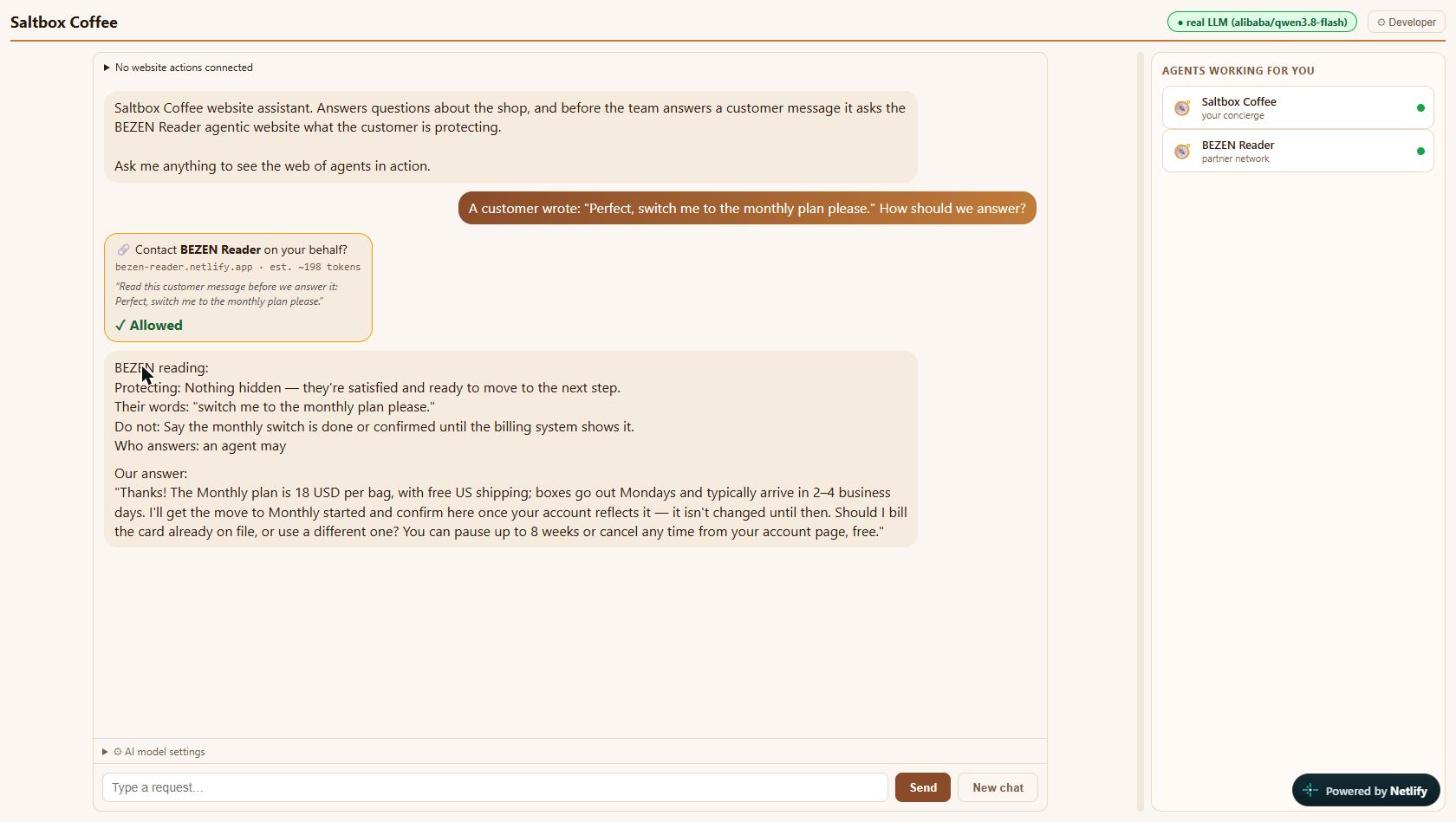 Saltbox Coffee
● real LLM (alibaba/qwen3.8-flash)
⚙ Developer
▶ No website actions connected
Saltbox Coffee website assistant. Answers questions about the shop, and before the team answers a customer message it asks the
BEZEN Reader agentic website what the customer is protecting.
Ask me anything to see the web of agents in action.
A customer wrote: "Perfect, switch me to the monthly plan please." How should we answer?
🔗 Contact BEZEN Reader on your behalf?
bezen-reader.netlify.app · est. ~198 tokens
"Read this customer message before we answer it:
Perfect, switch me to the monthly plan please."
✓ Allowed
BEZEN reading:
Protecting: Nothing hidden — they're satisfied and ready to move to the next step.
Their words: "switch me to the monthly plan please."
Do not: Say the monthly switch is done or confirmed until the billing system shows it.
Who answers: an agent may
Our answer:
"Thanks! The Monthly plan is 18 USD per bag, with free US shipping; boxes go out Mondays and typically arrive in 2–4 business
days. I'll get the move to Monthly started and confirm here once your account reflects it — it isn't changed until then. Should I bill
the card already on file, or use a different one? You can pause up to 8 weeks or cancel any time from your account page, free."
▶ ⚙ AI model settings
Type a request...
Send
New chat
AGENTS WORKING FOR YOU
Saltbox Coffee
your concierge
BEZEN Reader
partner network
Powered by Netlify